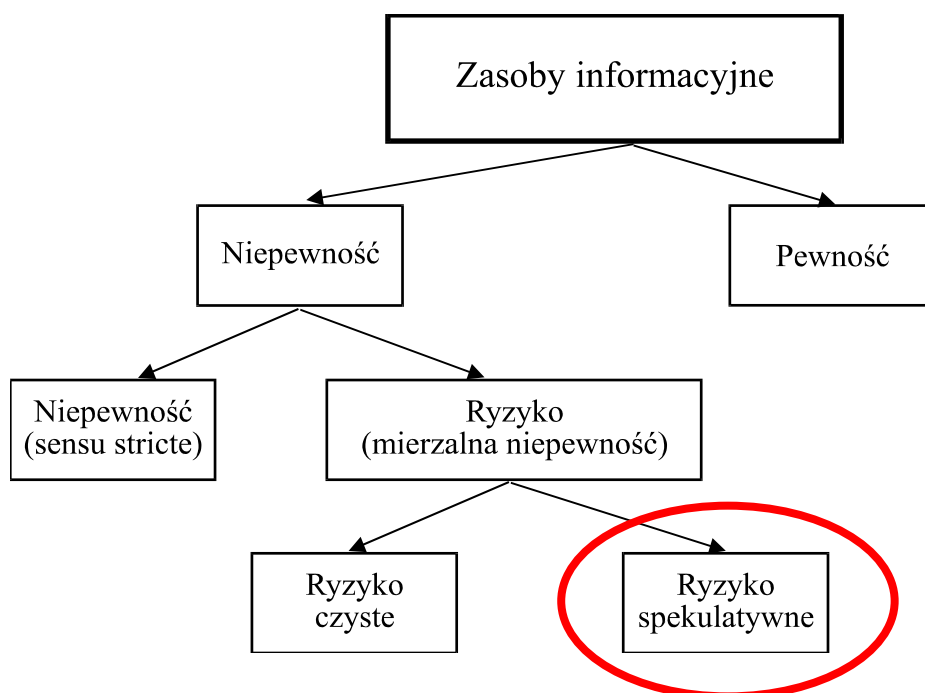 Zasoby informacyjne
Niepewność
Pewność
Niepewność
(sensu stricte)
Ryzyko
(mierzalna niepewność)
Ryzyko
czyste
Ryzyko
spekulatywne